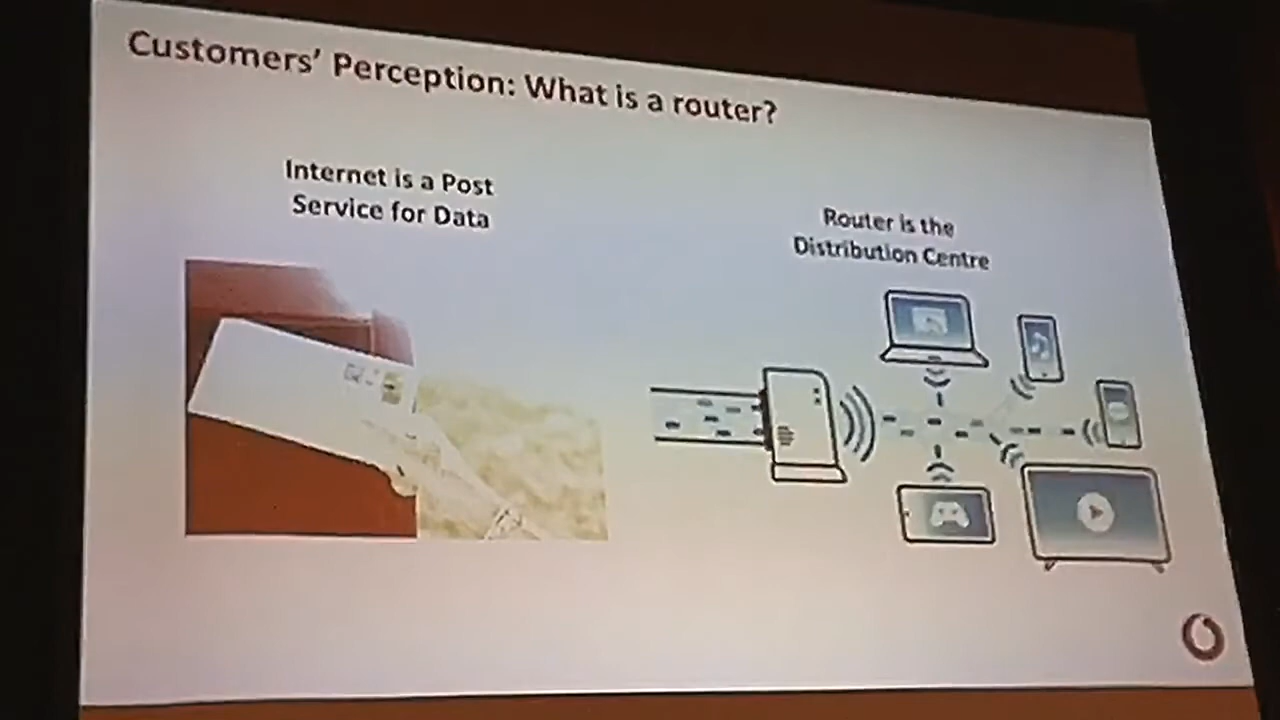 Customers' Perception: What is a router?
Internet is a Post
Service for Data
Router is the
Distribution Centre